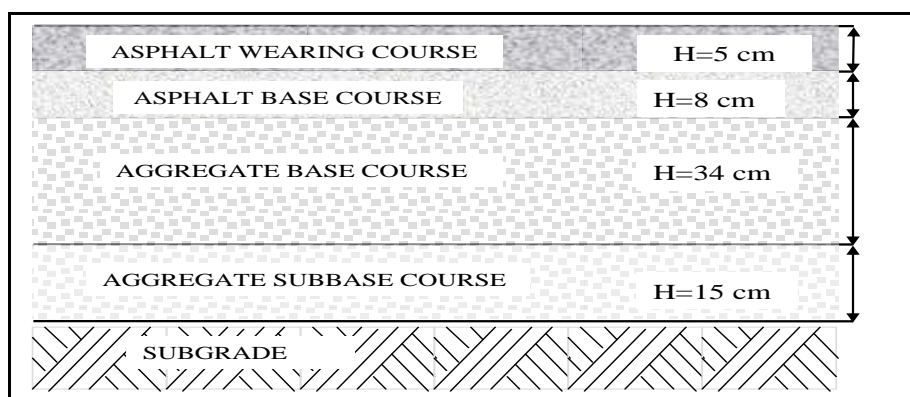 ASPHALT WEARING COURSE H=5 cm
ASPHALT BASE COURSE H=8 cm
AGGREGATE BASE COURSE H=34 cm
AGGREGATE SUBBASE COURSE H=15 cm
SUBGRADE